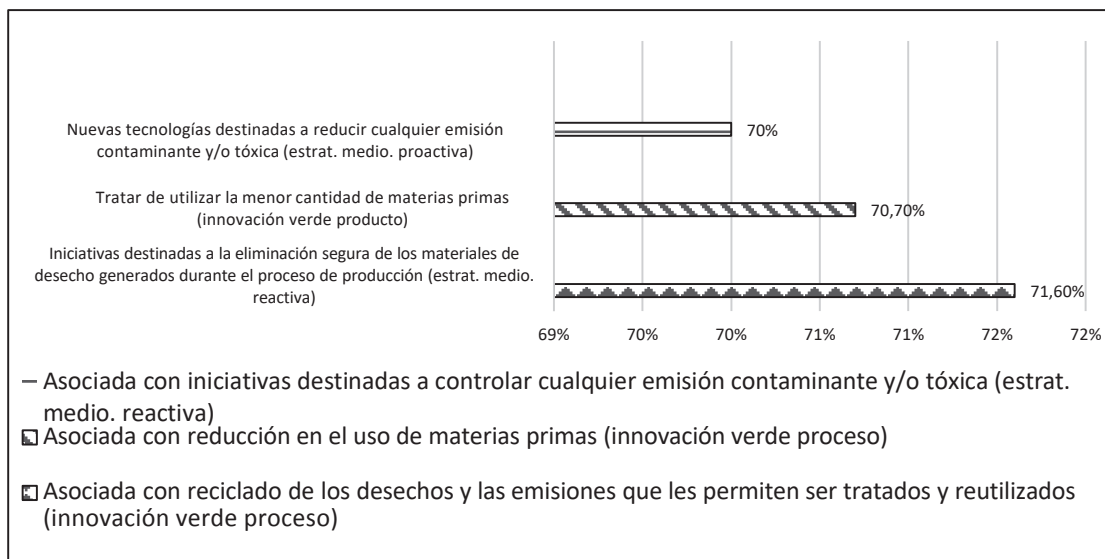 Nuevas tecnologías destinadas a reducir cualquier emisión
contaminante y/o tóxica (estrat. medio. proactiva)
70%
Tratar de utilizar la menor cantidad de materias primas
(innovación verde producto)
70,70%
Iniciativas destinadas a la eliminación segura de los materiales de
desecho generados durante el proceso de producción (estrat. medio.
reactiva)
71,60%
69% 70% 70% 71% 71% 72% 72%
Asociada con iniciativas destinadas a controlar cualquier emisión contaminante y/o tóxica (estrat.
medio. reactiva)
Asociada con reducción en el uso de materias primas (innovación verde proceso)
Asociada con reciclado de los desechos y las emisiones que les permiten ser tratados y reutilizados
(innovación verde proceso)